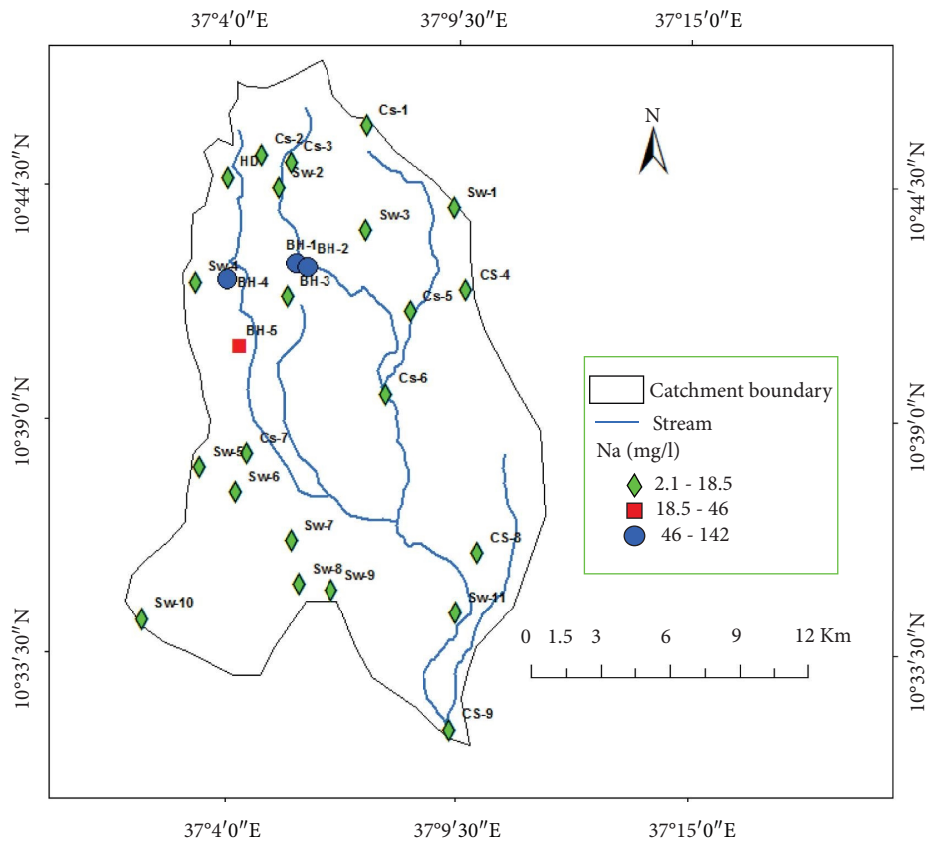 37°4′0″E 37°9′30″E 37°15′0″E
N
Cs-1
Cs-2
Cs-3
HD
Sw-2
10°44′30″N 10°44′30″N
Sw-1
Sw-3
BH-1 BH-2
Sw-4
BH-4 BH-3
CS-4
Cs-5
BH-5
Cs-6
10°39′0″N 10°39′0″N
Cs-7
Sw-5
Sw-6
Sw-7
CS-8
Sw-8 Sw-9
Sw-10
Sw-11
CS-9
Catchment boundary
Stream
Na (mg/l)
2.1 - 18.5
18.5 - 46
46 - 142
0 1.5 3 6 9 12 Km
10°33′30″N 10°33′30″N
37°4′0″E 37°9′30″E 37°15′0″E